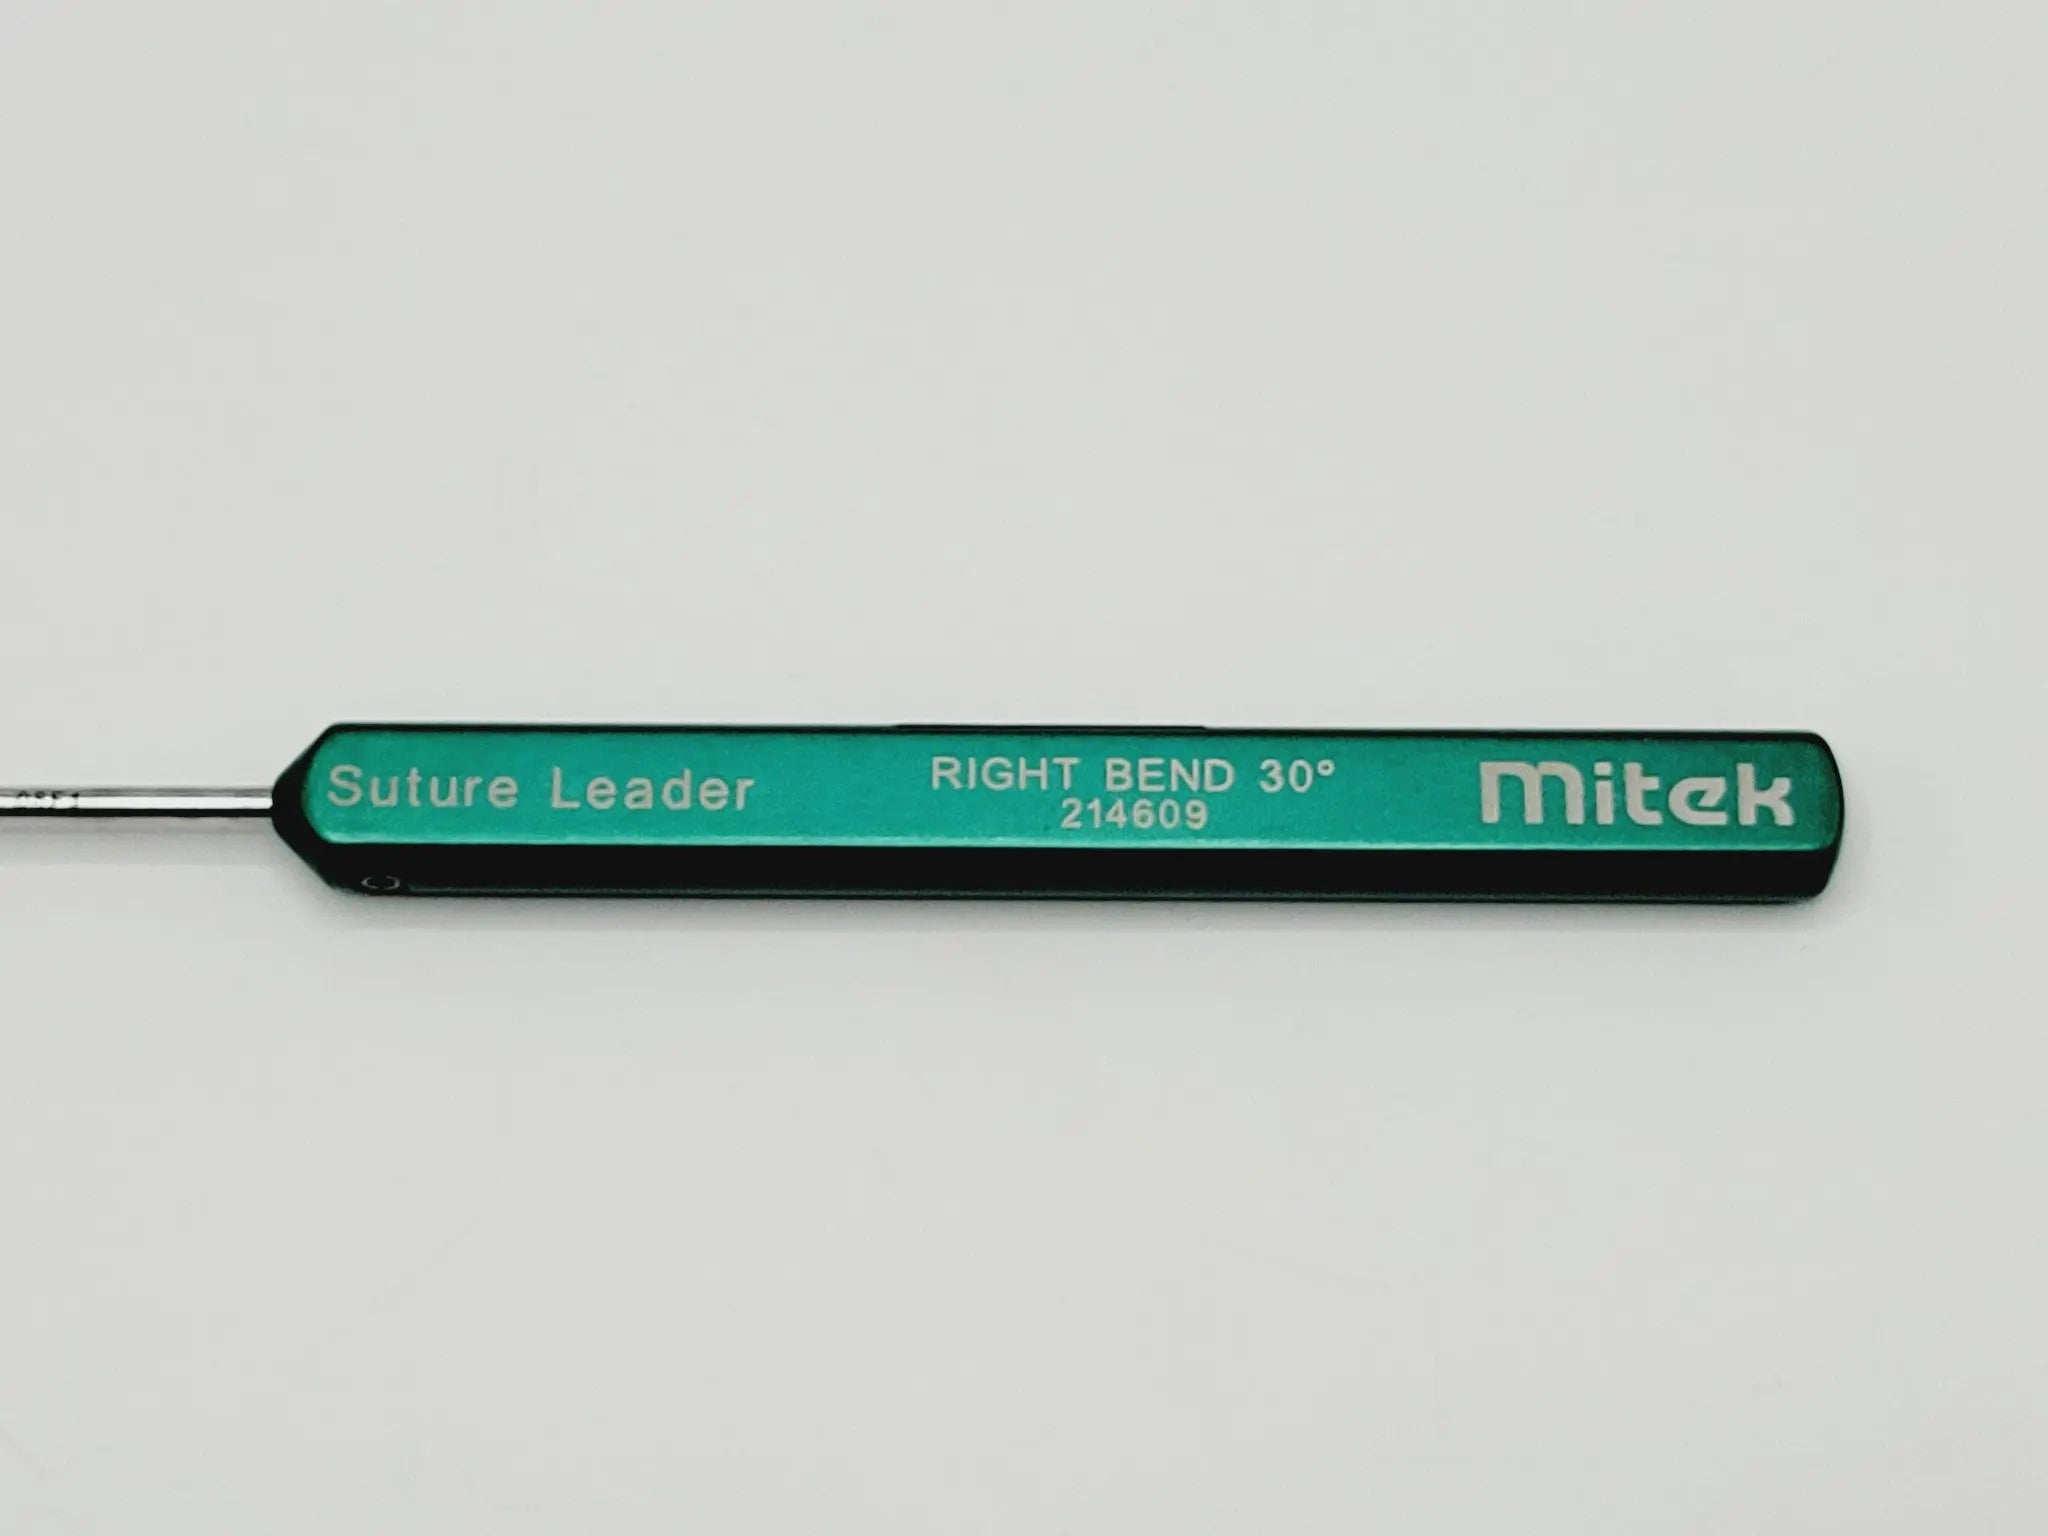 Suture Leader
RIGHT BEND 30°
214609
mitek